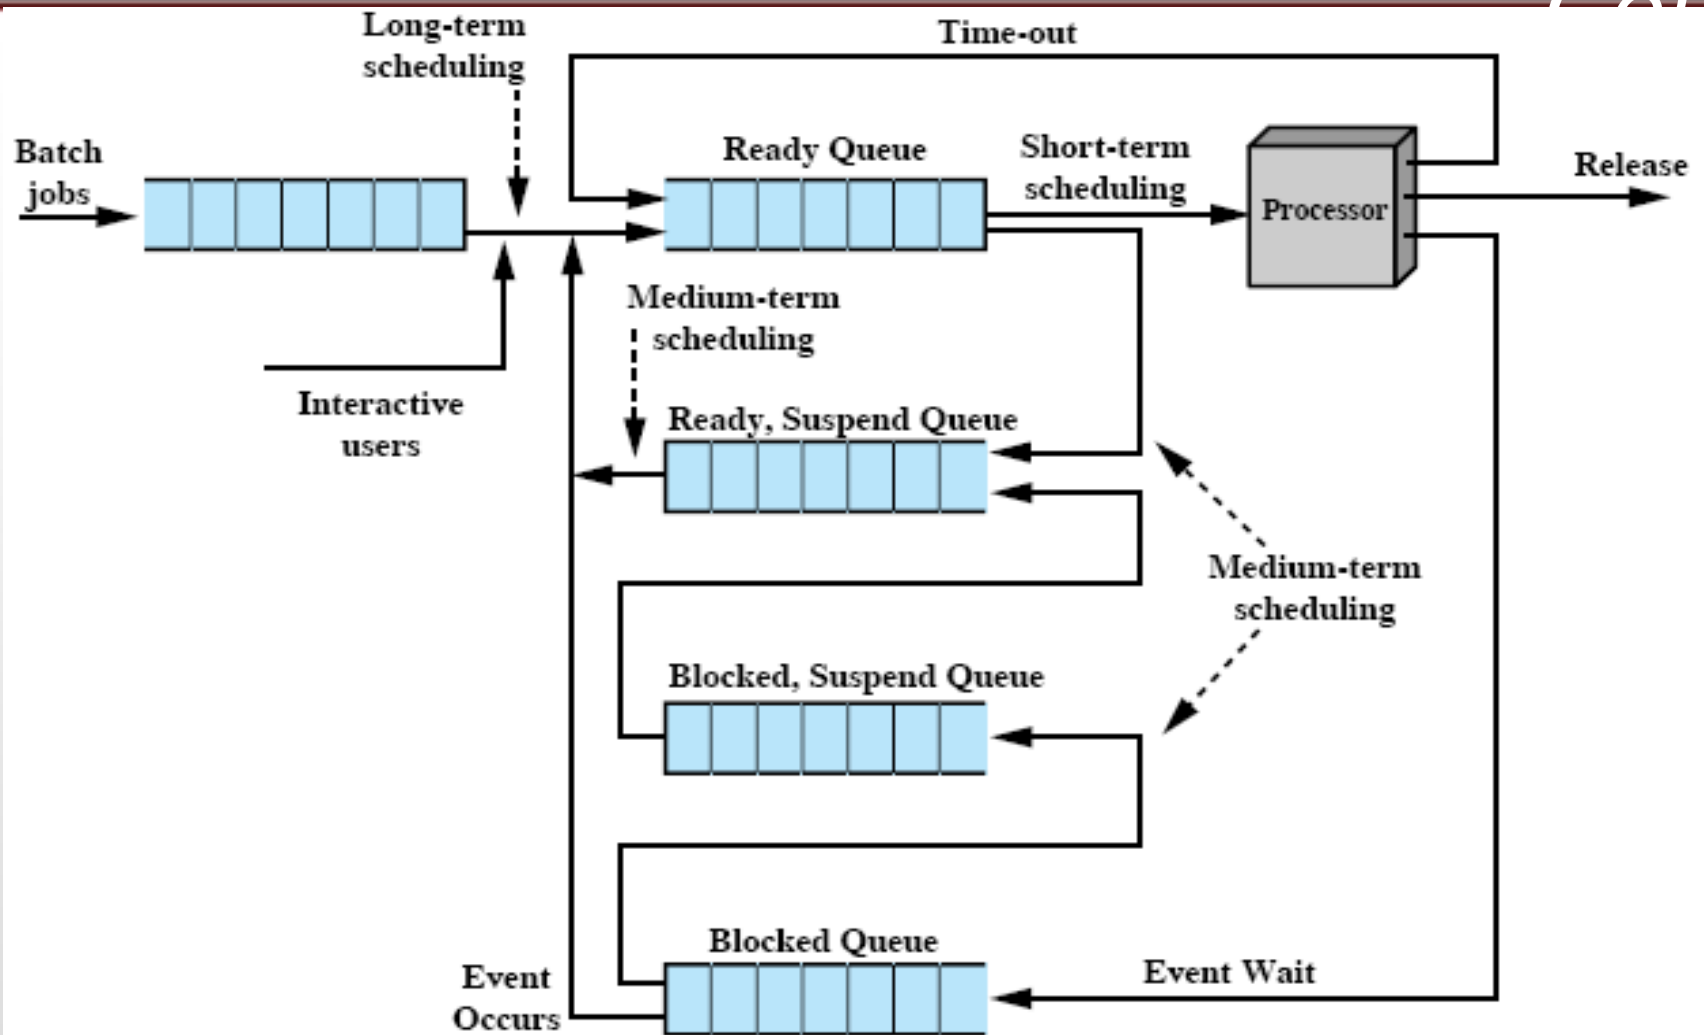 Long-term
scheduling
Time-out
Batch
jobs
Ready Queue
Short-term
scheduling
Processor
Release
Medium-term
scheduling
Interactive
users
Ready, Suspend Queue
Medium-term
scheduling
Blocked, Suspend Queue
Blocked Queue
Event
Occurs
Event Wait